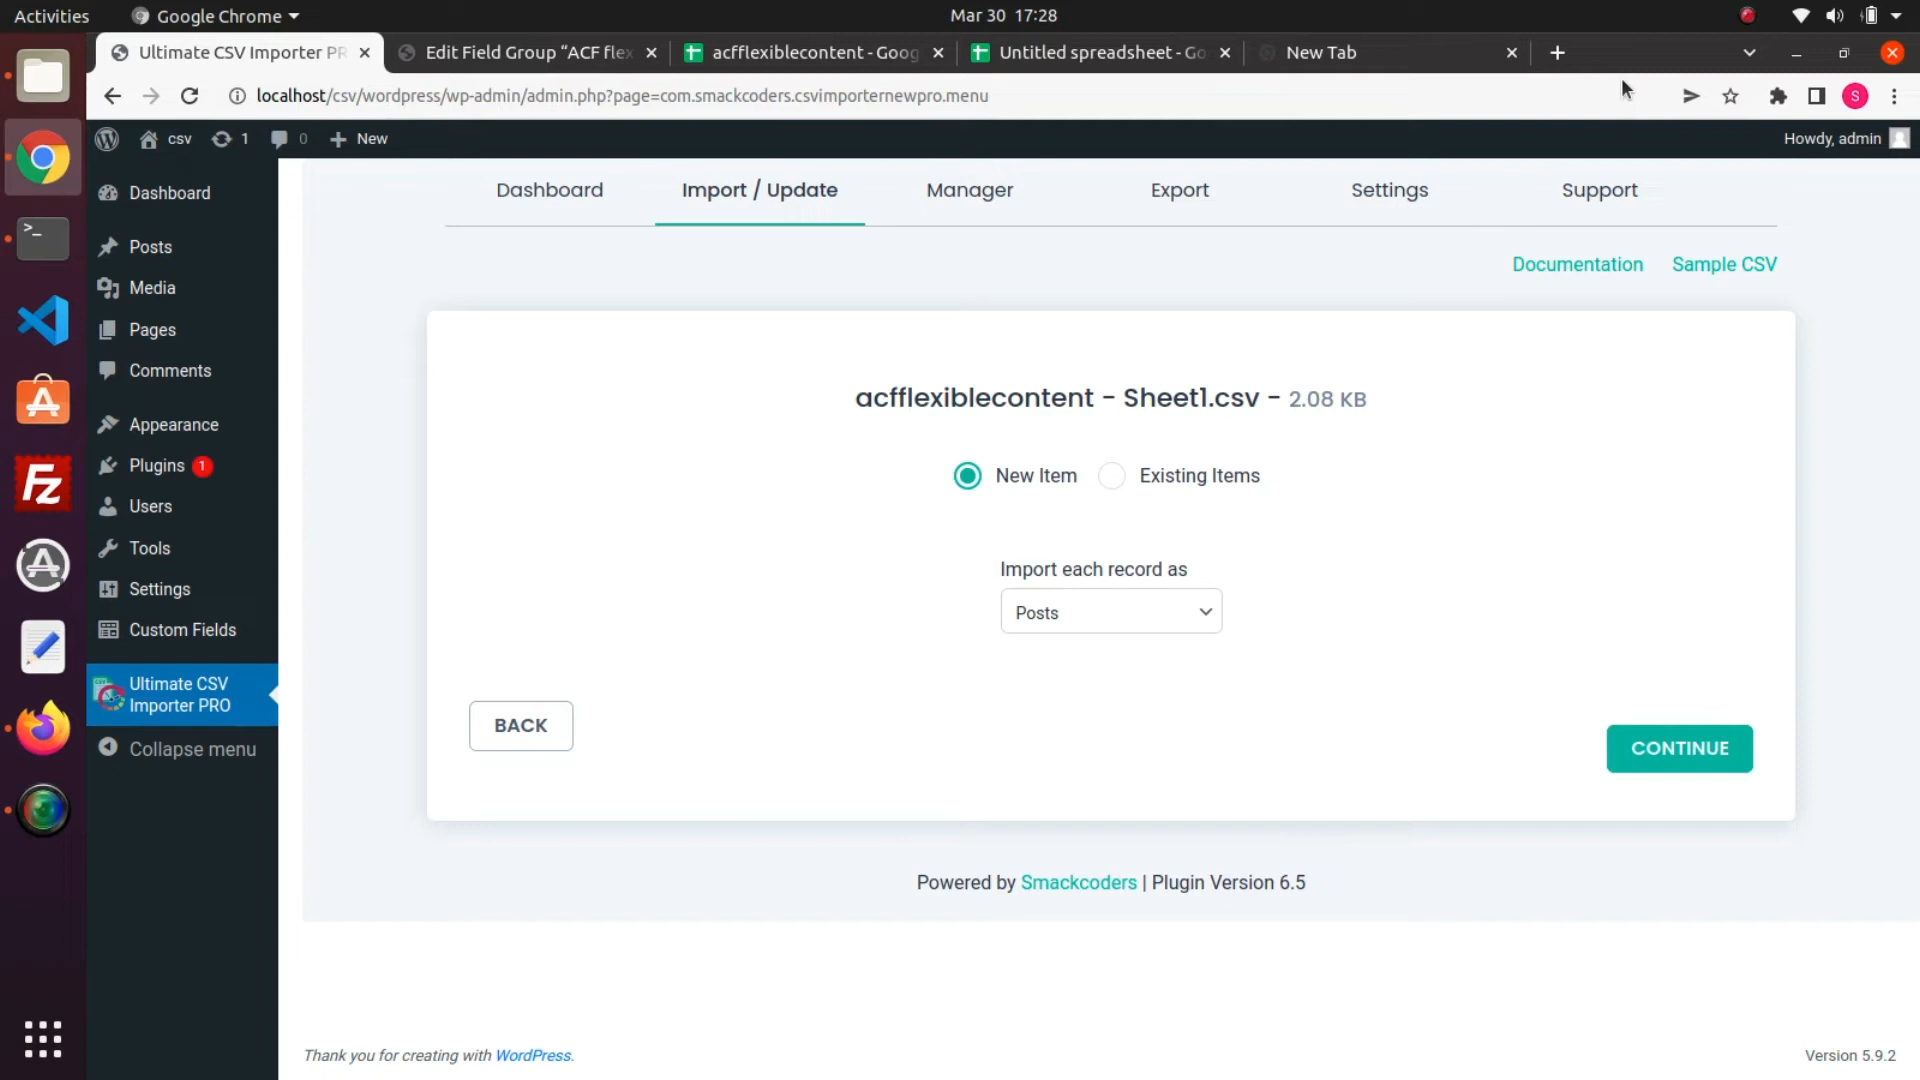 Activities
Google Chrome
Mar 30 17:28
Ultimate CSV Importer PR
Edit Field Group “ACF flex
acfflexiblecontent - Goog
Untitled spreadsheet - Go
New Tab
localhost/csv/wordpress/wp-admin/admin.php?page=com.smackcoders.csvimporternewpro.menu
S
csv
1
0
New
Howdy, admin
Dashboard
Posts
Media
Pages
Comments
Appearance
Plugins 1
Users
Tools
Settings
Custom Fields
Ultimate CSV
Importer PRO
Collapse menu
Dashboard
Import / Update
Manager
Export
Settings
Support
Documentation
Sample CSV
acfflexiblecontent - Sheet1.csv - 2.08 KB
New Item
Existing Items
Import each record as
Posts
BACK
CONTINUE
Powered by Smackcoders | Plugin Version 6.5
Thank you for creating with WordPress.
Version 5.9.2